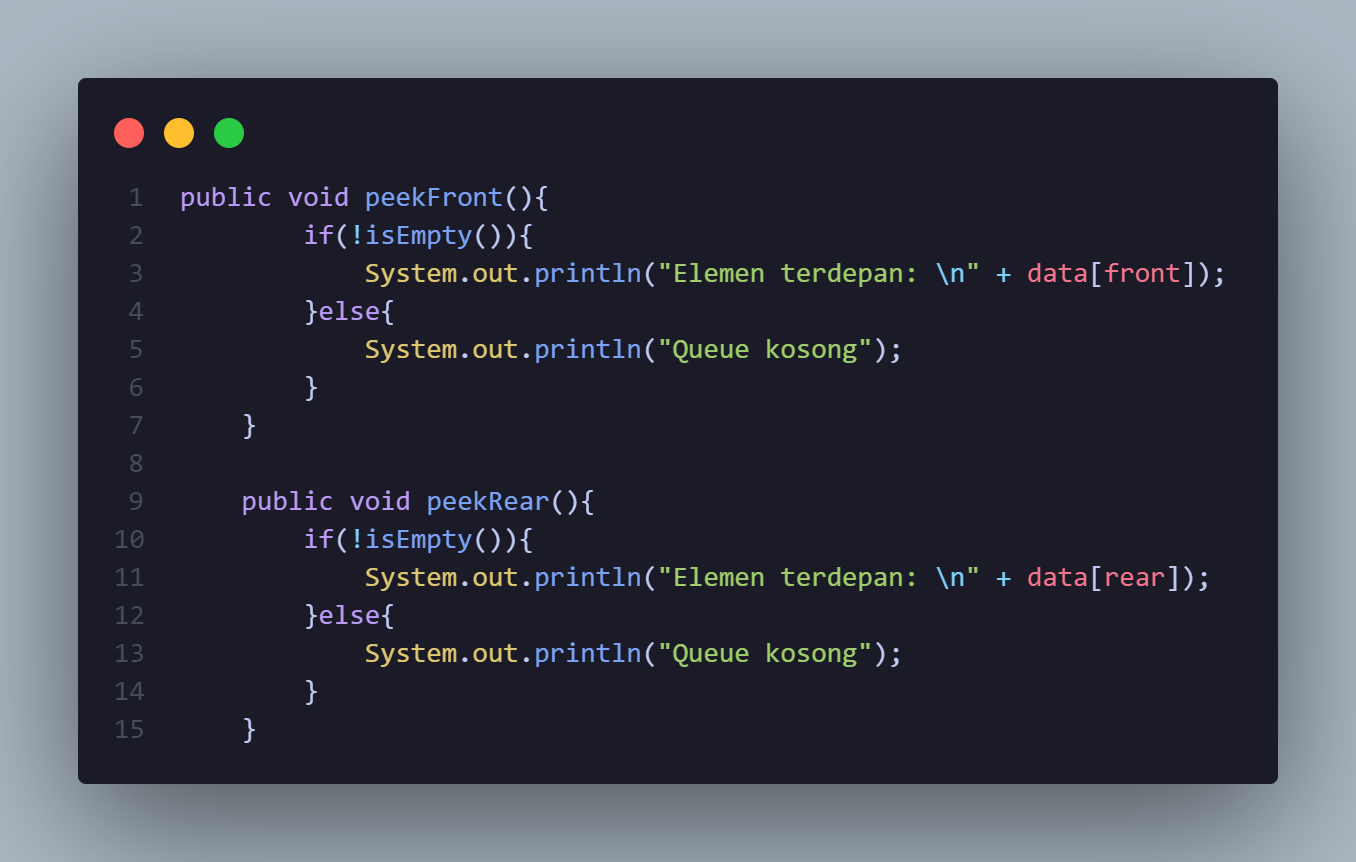 1 public void peekFront(){
2         if(!isEmpty()){
3             System.out.println("Elemen terdepan: \n" + data[front]);
4         }else{
5             System.out.println("Queue kosong");
6         }
7     }
8
9     public void peekRear(){
10         if(!isEmpty()){
11             System.out.println("Elemen terdepan: \n" + data[rear]);
12         }else{
13             System.out.println("Queue kosong");
14         }
15     }